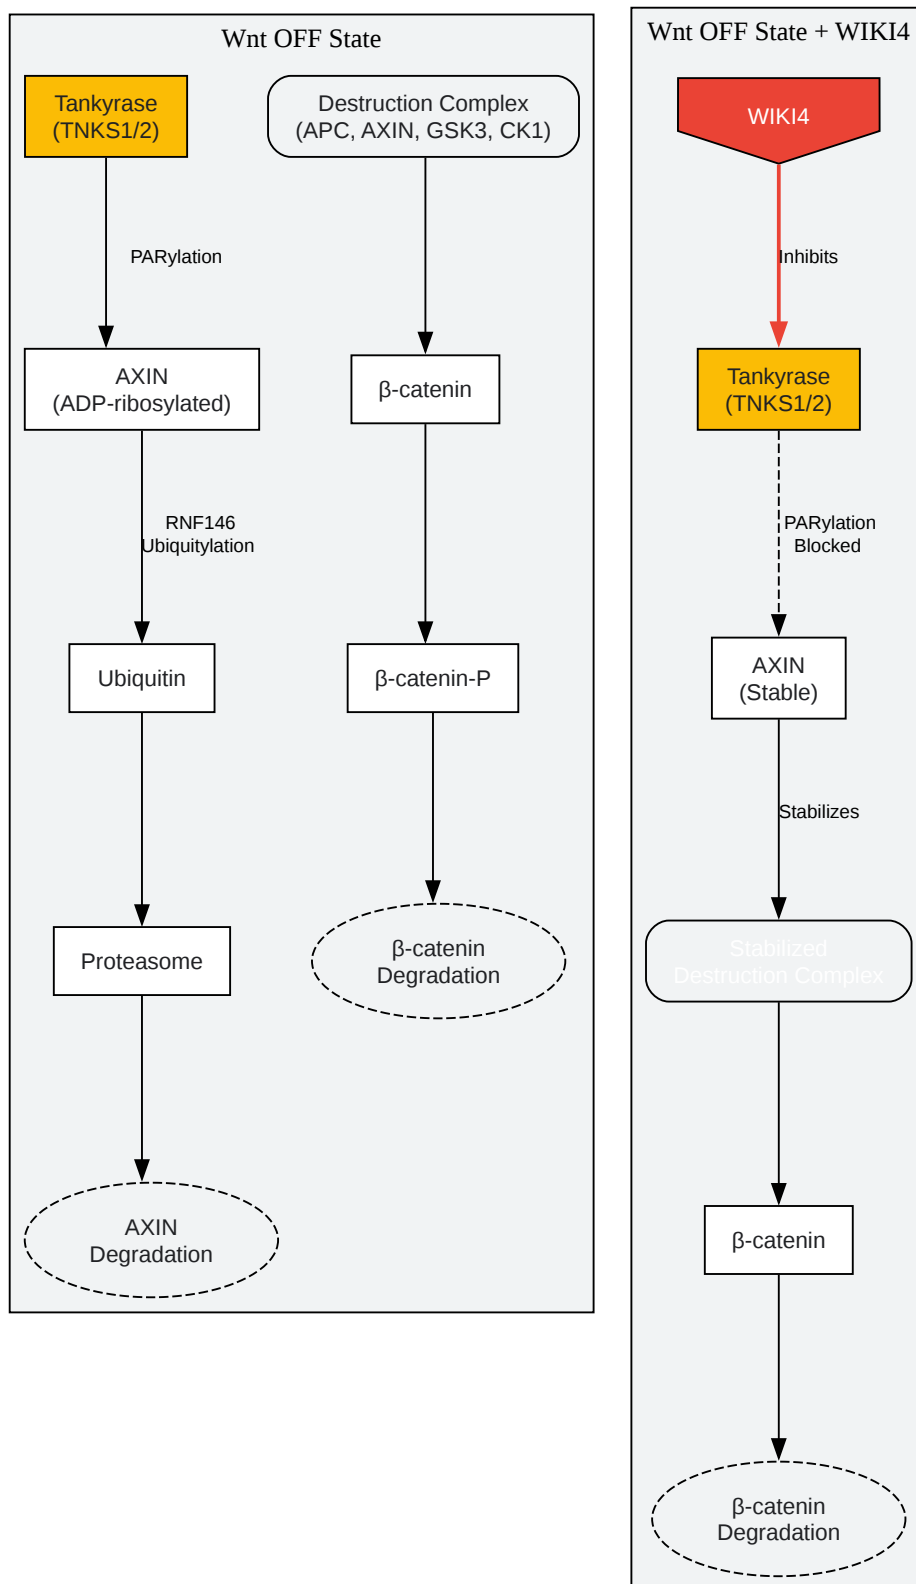 Wnt OFF State
Tankyrase
(TNKS1/2)
Destruction Complex
(APC, AXIN, GSK3, CK1)
PARylation
AXIN
(ADP-ribosylated)
β-catenin
RNF146
Ubiquitylation
Ubiquitin
β-catenin-P
Proteasome
β-catenin
Degradation
AXIN
Degradation
Wnt OFF State + WIKI4
WIKI4
Inhibits
Tankyrase
(TNKS1/2)
PARylation
Blocked
AXIN
(Stable)
Stabilizes
Stabilized
Destruction Complex
β-catenin
β-catenin
Degradation